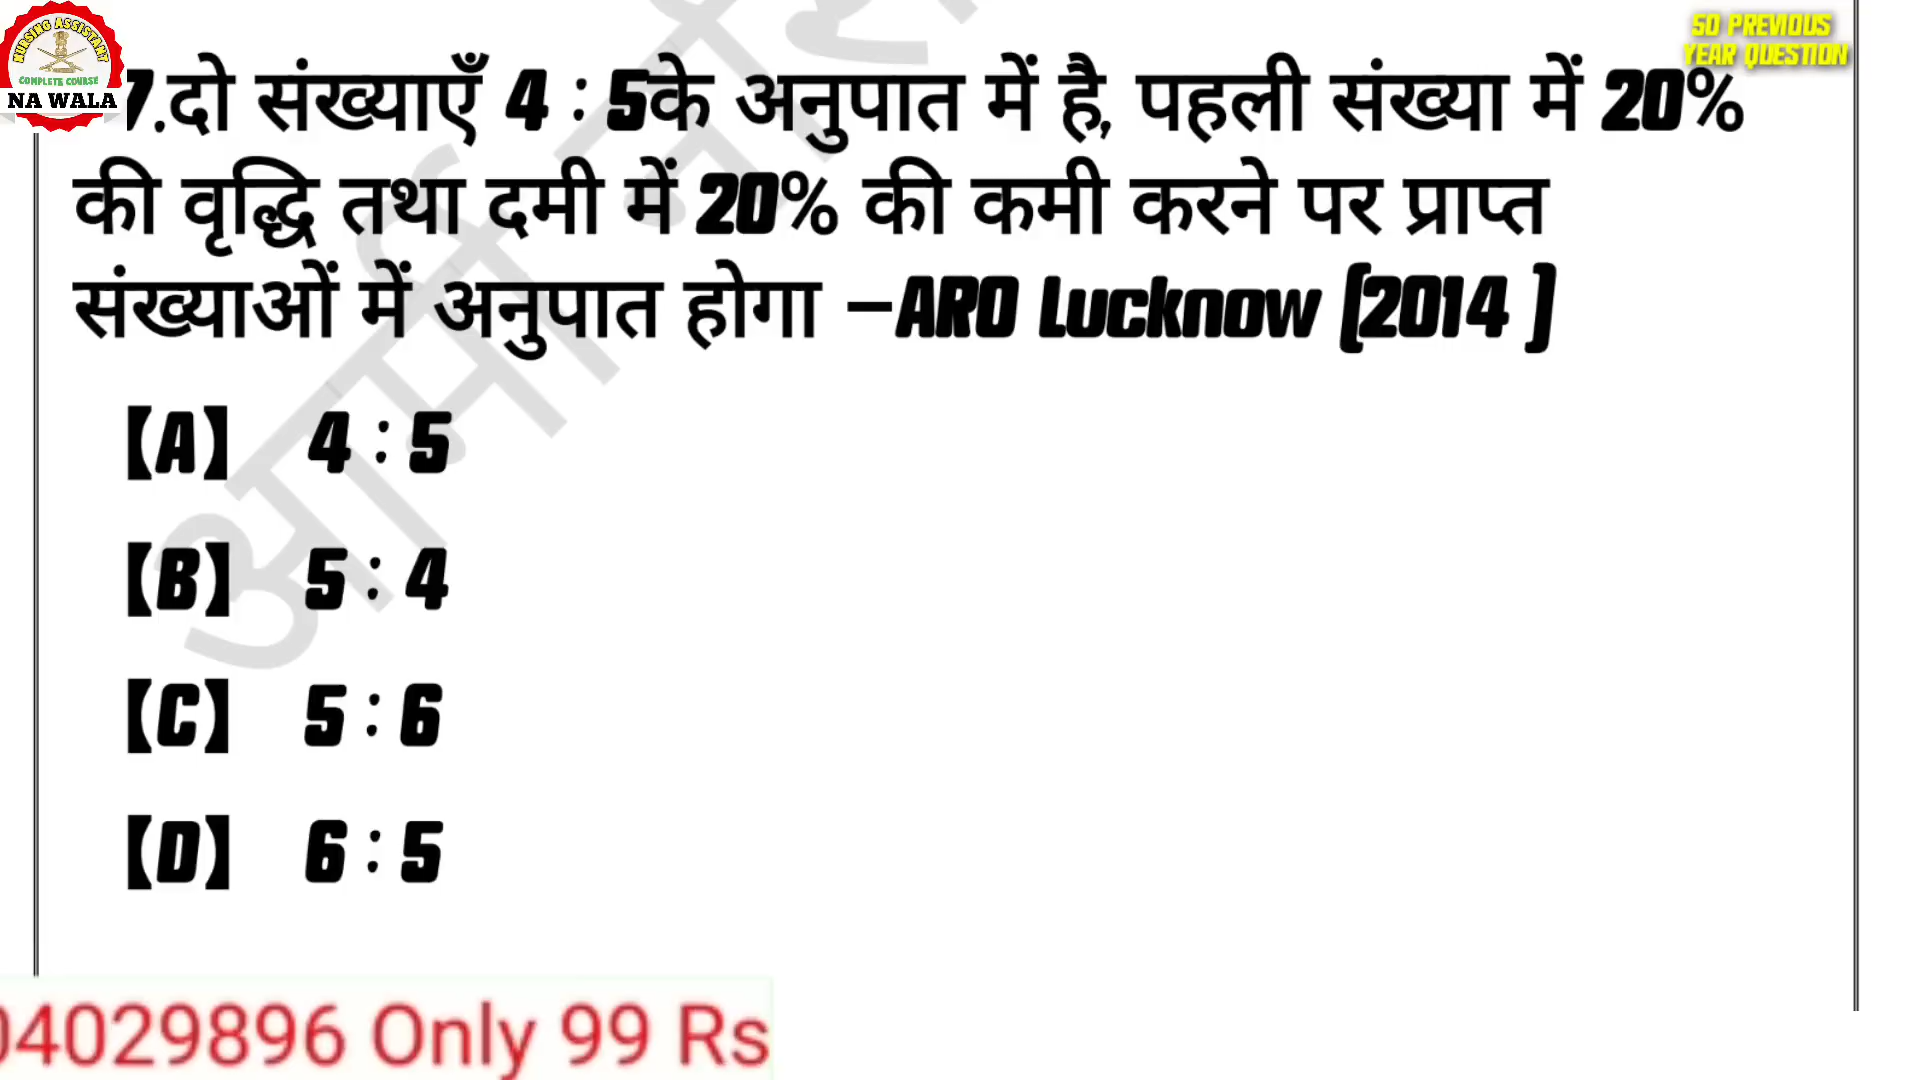 NURSING ASSISTANT
COMPLETE COURSE
NA WALA
50 PREVIOUS
YEAR QUESTION
7.दो संख्याएँ 4 : 5के अनुपात में है, पहली संख्या में 20%
की वृद्धि तथा दमी में 20% की कमी करने पर प्राप्त
संख्याओं में अनुपात होगा –ARO Lucknow (2014 )
【A】 4 : 5
【B】 5 : 4
【C】 5 : 6
【D】 6 : 5
04029896 Only 99 Rs